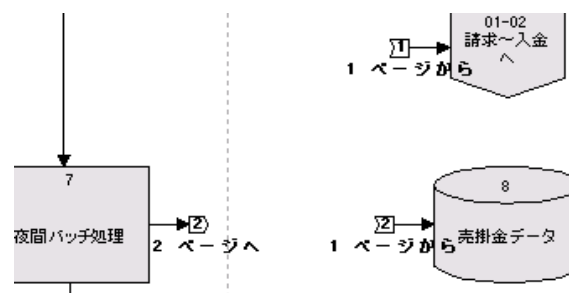 01-02
請求～入金
へ
1
1 ページから
7
夜間バッチ処理
2
2 ページへ
2
1 ページから
8
売掛金データ